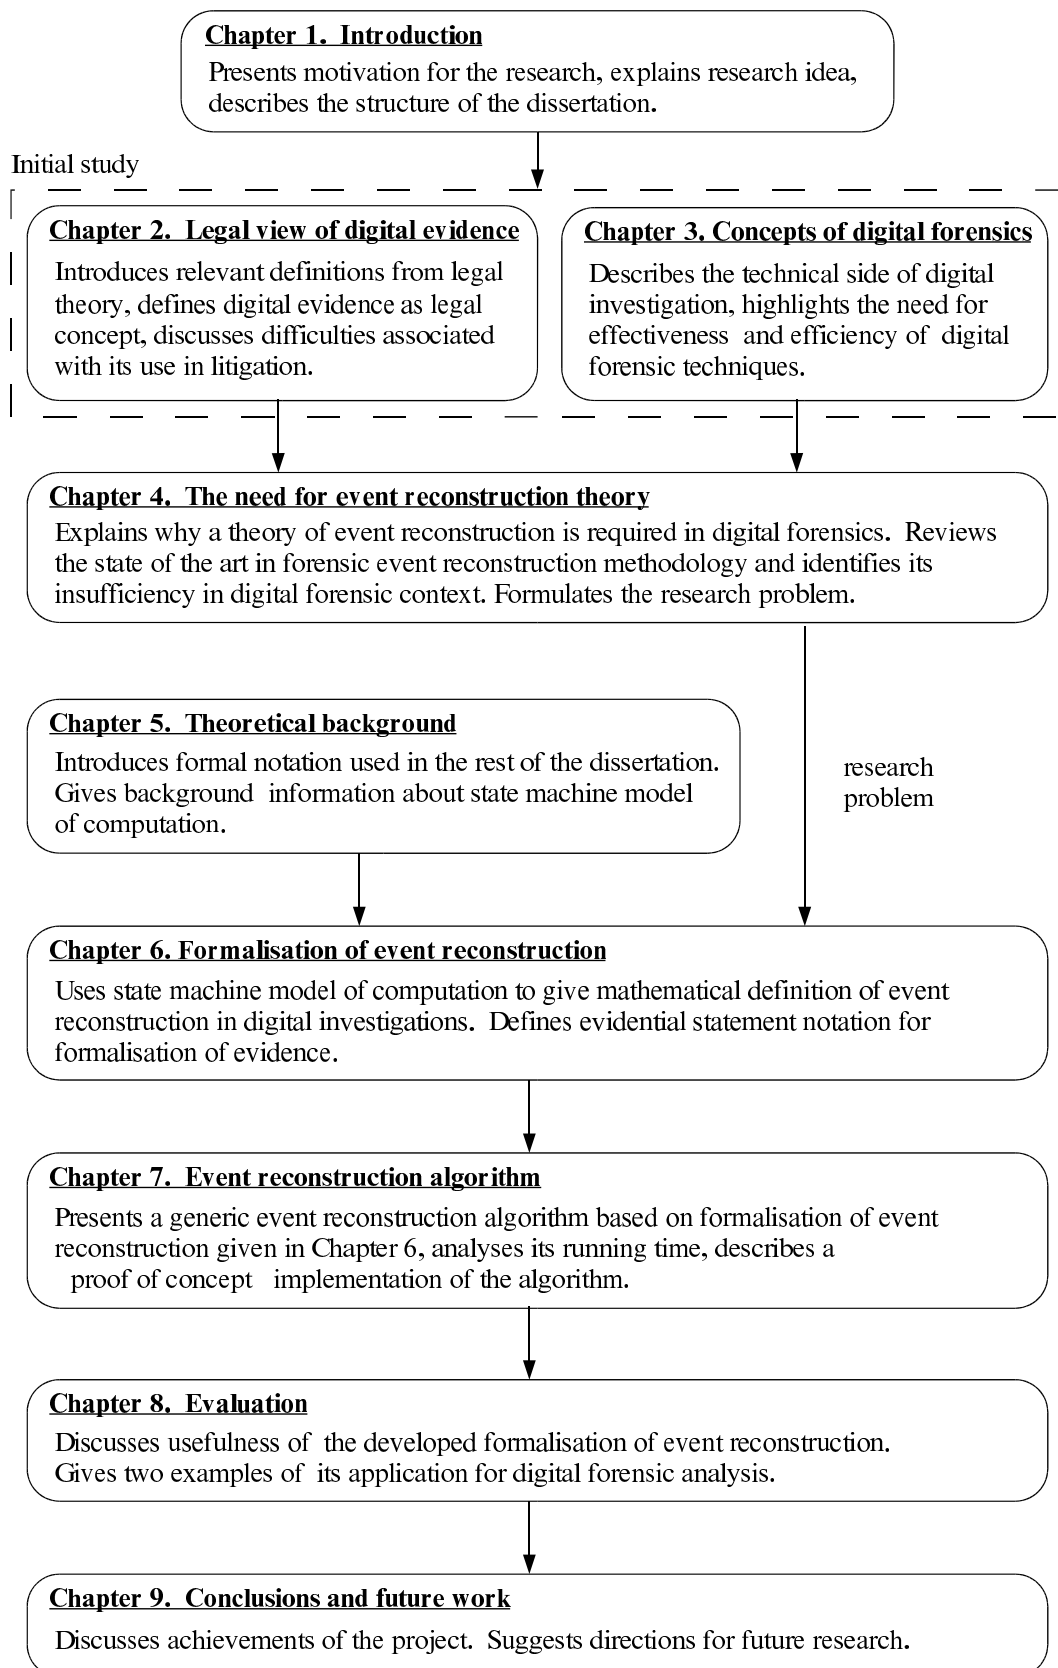 Chapter 1. Introduction
Presents motivation for the research, explains research idea,
describes the structure of the dissertation.
Initial study
Chapter 2. Legal view of digital evidence
Introduces relevant definitions from legal
theory, defines digital evidence as legal
concept, discusses difficulties associated
with its use in litigation.
Chapter 3. Concepts of digital forensics
Describes the technical side of digital
investigation, highlights the need for
effectiveness and efficiency of digital
forensic techniques.
Chapter 4. The need for event reconstruction theory
Explains why a theory of event reconstruction is required in digital forensics. Reviews
the state of the art in forensic event reconstruction methodology and identifies its
insufficiency in digital forensic context. Formulates the research problem.
Chapter 5. Theoretical background
Introduces formal notation used in the rest of the dissertation.
Gives background information about state machine model
of computation.
research
problem
Chapter 6. Formalisation of event reconstruction
Uses state machine model of computation to give mathematical definition of event
reconstruction in digital investigations. Defines evidential statement notation for
formalisation of evidence.
Chapter 7. Event reconstruction algorithm
Presents a generic event reconstruction algorithm based on formalisation of event
reconstruction given in Chapter 6, analyses its running time, describes a
proof of concept implementation of the algorithm.
Chapter 8. Evaluation
Discusses usefulness of the developed formalisation of event reconstruction.
Gives two examples of its application for digital forensic analysis.
Chapter 9. Conclusions and future work
Discusses achievements of the project. Suggests directions for future research.